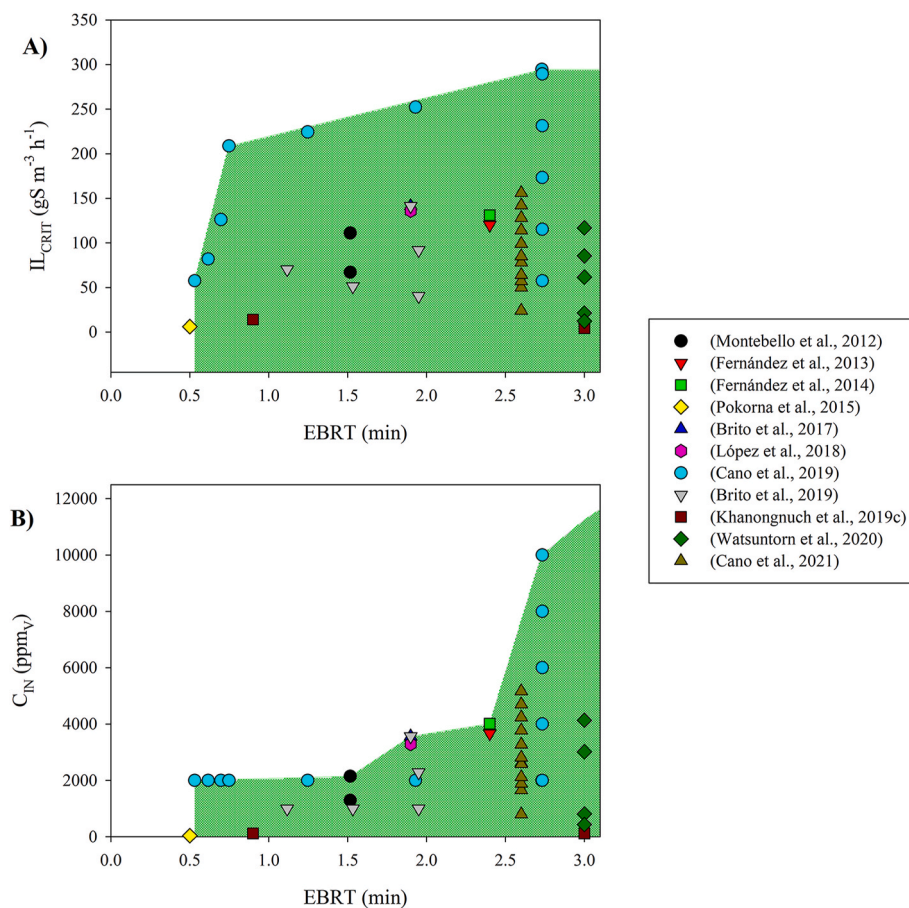 A)
350
300
250
200
150
100
50
0
IL_CRIT (gS m⁻³ h⁻¹)
0.0 0.5 1.0 1.5 2.0 2.5 3.0
EBRT (min)
(Montebello et al., 2012)
(Fernández et al., 2013)
(Fernández et al., 2014)
(Pokorna et al., 2015)
(Brito et al., 2017)
(López et al., 2018)
(Cano et al., 2019)
(Brito et al., 2019)
(Khanongnuch et al., 2019c)
(Watsuntorn et al., 2020)
(Cano et al., 2021)
B)
12000
10000
8000
6000
4000
2000
0
C_IN (ppm_V)
0.0 0.5 1.0 1.5 2.0 2.5 3.0
EBRT (min)